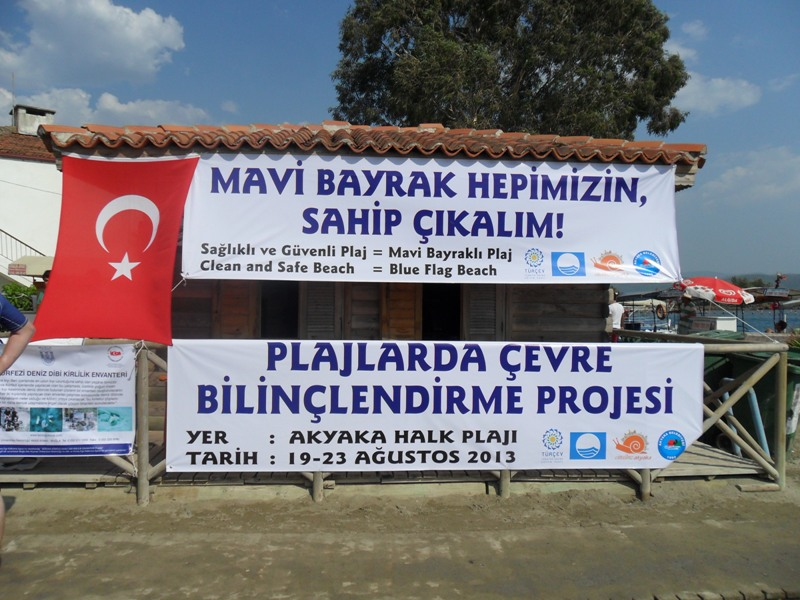 MAVİ BAYRAK HEPİMİZİN,
SAHİP ÇIKALIM!
Sağlıklı ve Güvenli Plaj = Mavi Bayraklı Plaj
Clean and Safe Beach = Blue Flag Beach
TÜRÇEV
PLAJLARDA ÇEVRE
BİLİNÇLENDİRME PROJESİ
YER : AKYAKA HALK PLAJI
TARİH : 19-23 AĞUSTOS 2013
TÜRÇEV
DENİZ DİBİ KİRLİLİK ENVANTERİ